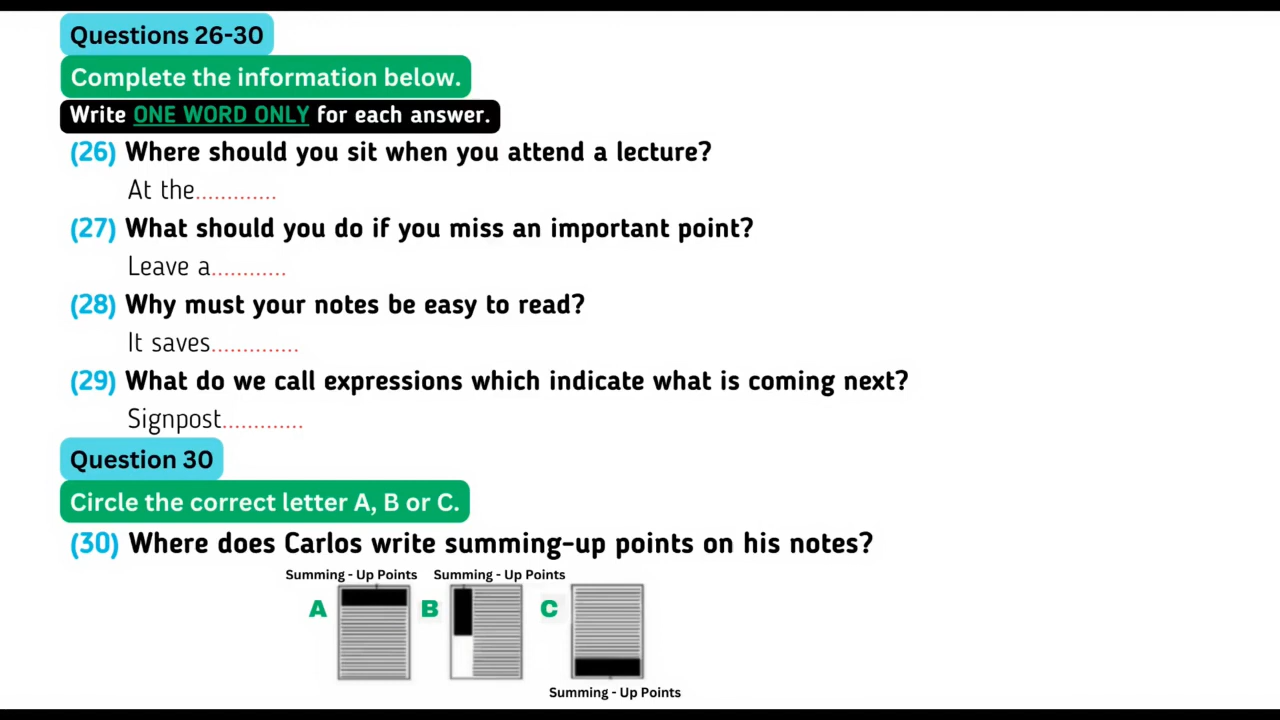 Questions 26-30
Complete the information below.
Write ONE WORD ONLY for each answer.
(26) Where should you sit when you attend a lecture?
At the.............
(27) What should you do if you miss an important point?
Leave a............
(28) Why must your notes be easy to read?
It saves..............
(29) What do we call expressions which indicate what is coming next?
Signpost.............
Question 30
Circle the correct letter A, B or C.
(30) Where does Carlos write summing-up points on his notes?
Summing - Up Points Summing - Up Points
A B C
Summing - Up Points